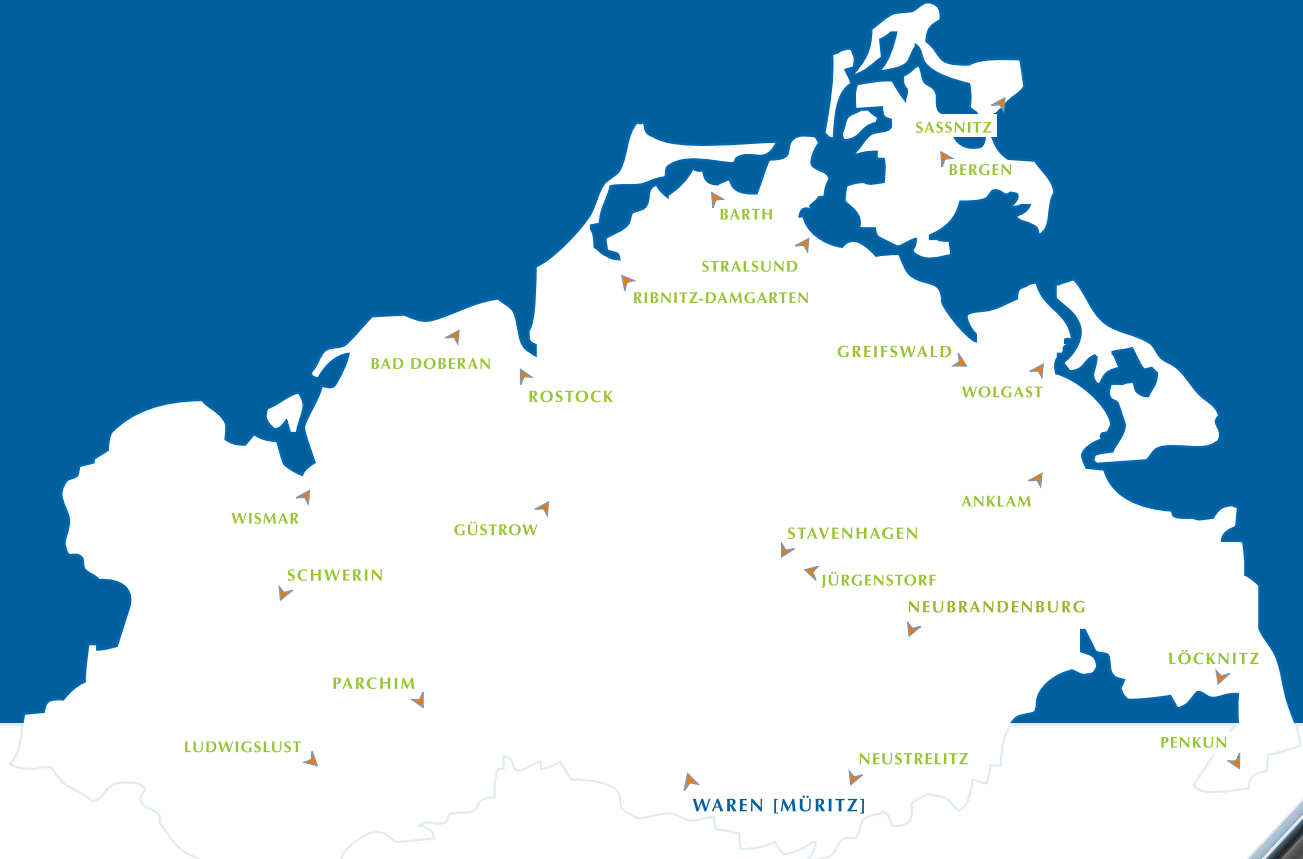 SASSNITZ
BERGEN
BARTH
STRALSUND
RIBNITZ-DAMGARTEN
BAD DOBERAN
GREIFSWALD
ROSTOCK
WOLGAST
ANKLAM
WISMAR
GÜSTROW
STAVENHAGEN
SCHWERIN
JÜRGENSTORF
NEUBRANDENBURG
LÖCKNITZ
PARCHIM
PENKUN
LUDWIGSLUST
NEUSTRELITZ
WAREN [MÜRITZ]